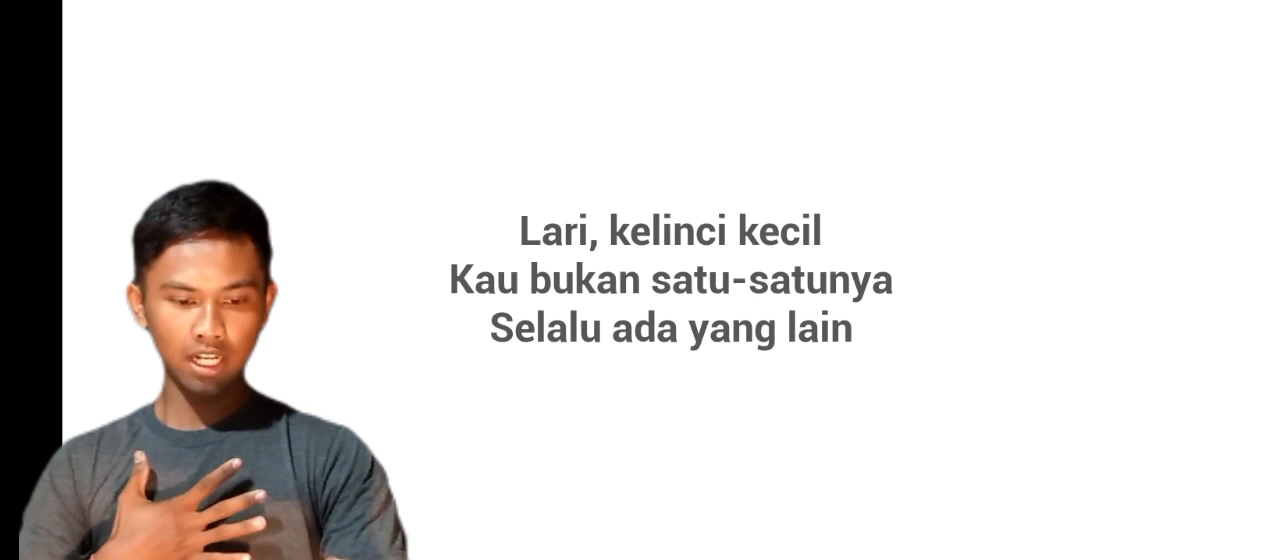 Lari, kelinci kecil
Kau bukan satu-satunya
Selalu ada yang lain